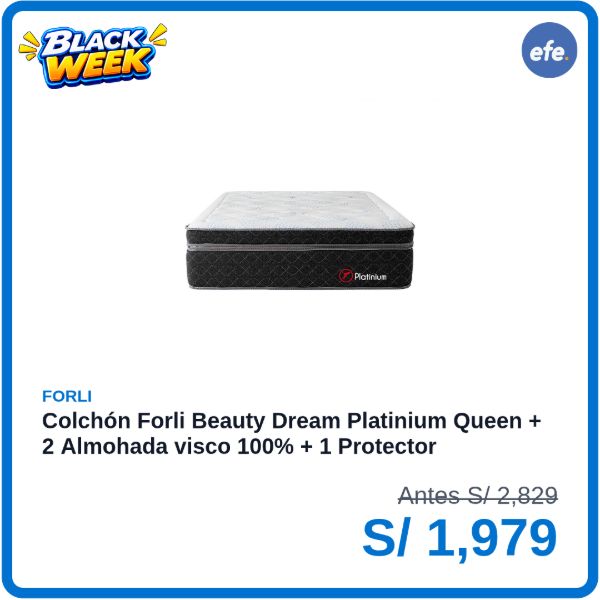 BLACK
WEEK
efe.
Platinium
FORLI
Colchón Forli Beauty Dream Platinium Queen +
2 Almohada visco 100% + 1 Protector
Antes S/ 2,829
S/ 1,979